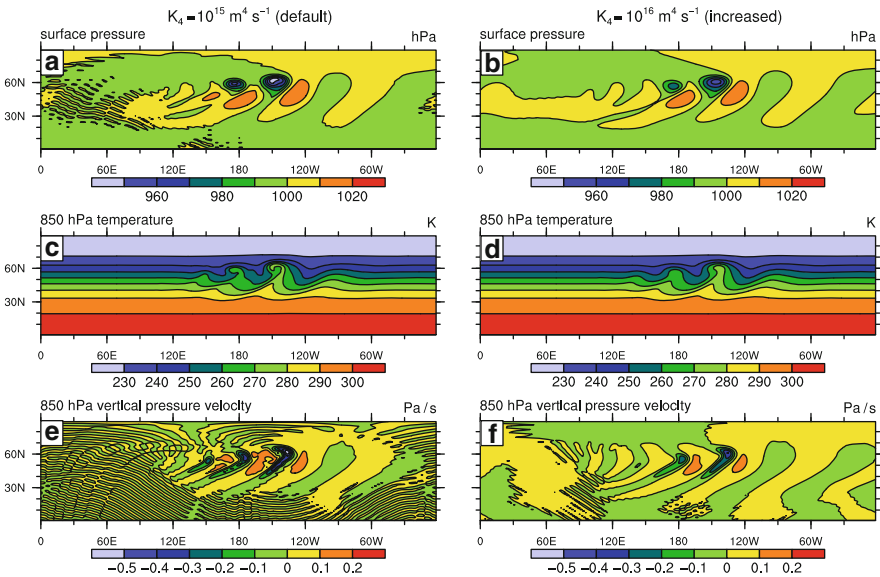 K₄ = 10¹⁵ m⁴ s⁻¹ (default)
K₄ = 10¹⁶ m⁴ s⁻¹ (increased)
surface pressure hPa
surface pressure hPa
a
b
60N
30N
60N
30N
0 60E 120E 180 120W 60W
0 60E 120E 180 120W 60W
960 980 1000 1020
960 980 1000 1020
850 hPa temperature K
850 hPa temperature K
c
d
60N
30N
60N
30N
0 60E 120E 180 120W 60W
0 60E 120E 180 120W 60W
230 240 250 260 270 280 290 300
230 240 250 260 270 280 290 300
850 hPa vertical pressure velocity Pa/s
850 hPa vertical pressure velocity Pa/s
e
f
60N
30N
60N
30N
0 60E 120E 180 120W 60W
0 60E 120E 180 120W 60W
−0.5 −0.4 −0.3 −0.2 −0.1 0 0.1 0.2
−0.5 −0.4 −0.3 −0.2 −0.1 0 0.1 0.2